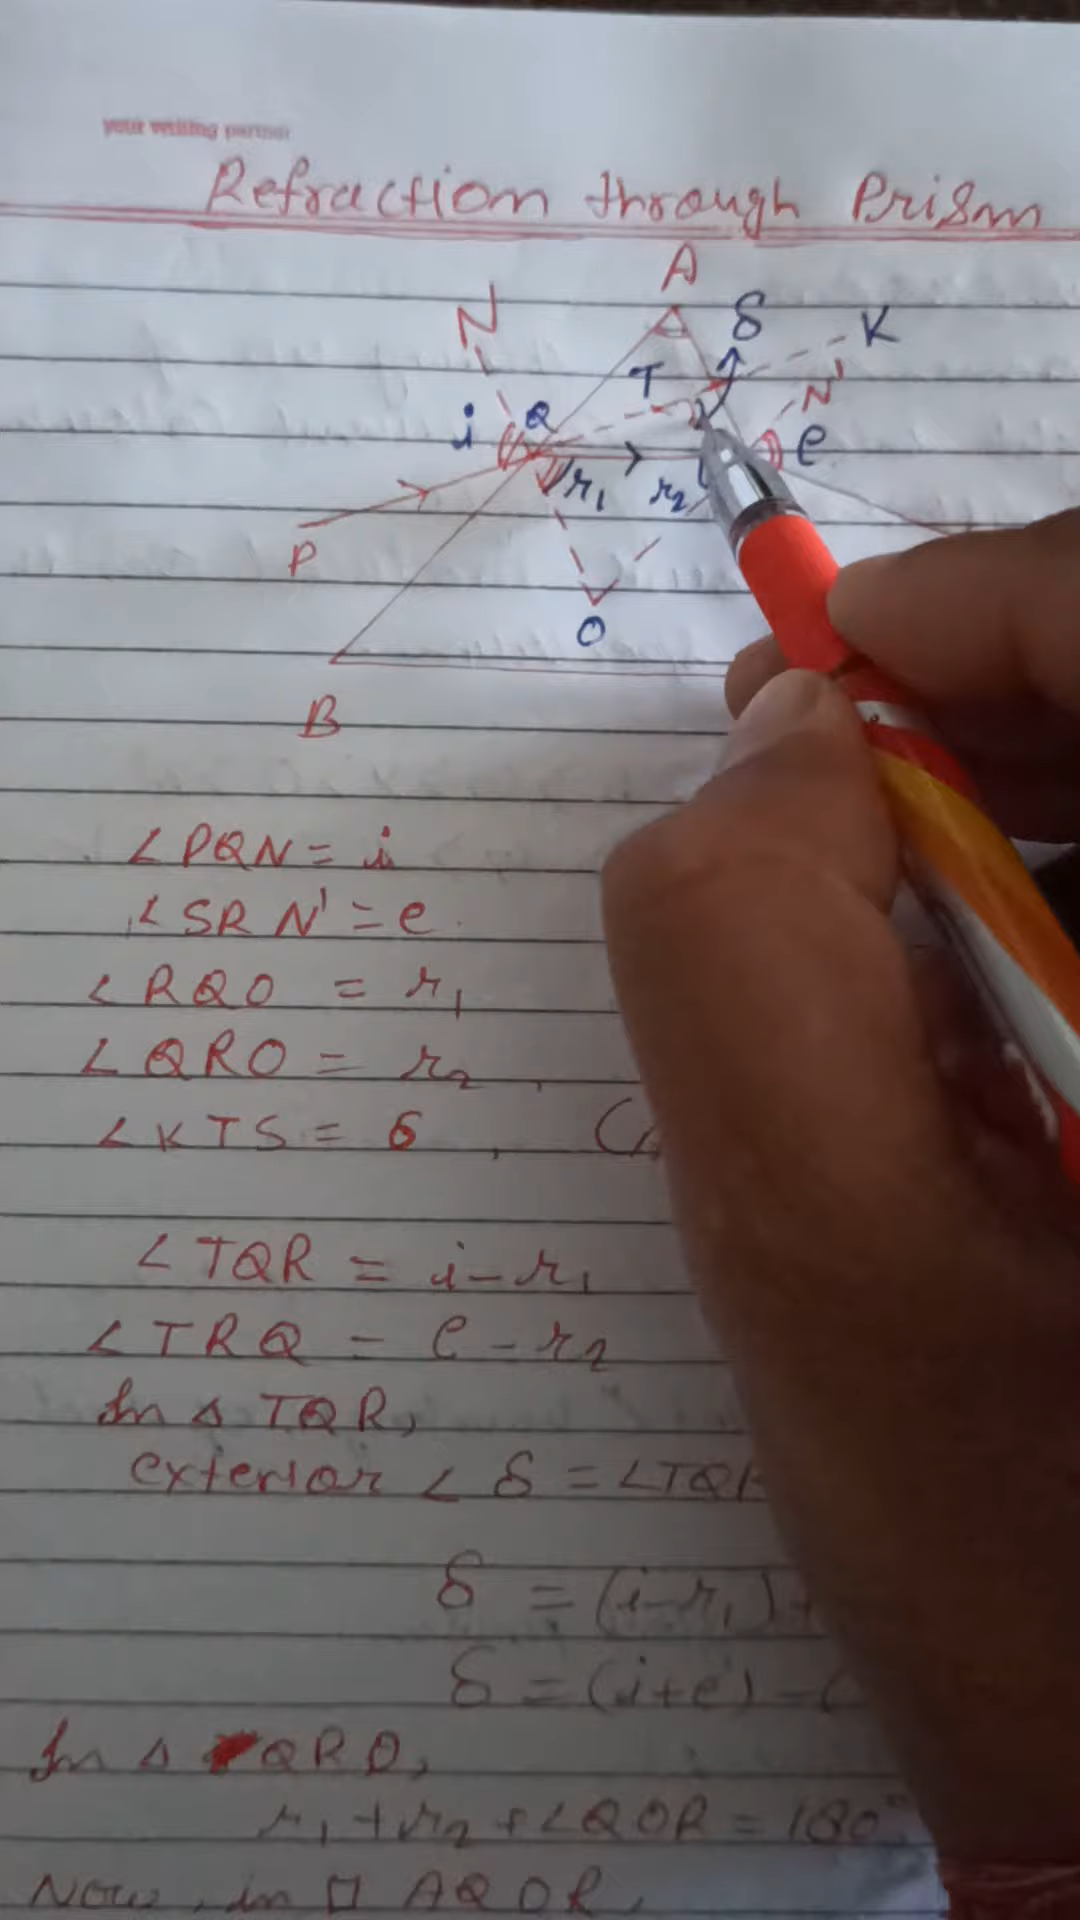 your writing partner
Refraction through Prism
A
N
δ
K
T
N'
i
Q
e
r₁
r₂
P
O
B
∠PQN = i
∠SRN' = e
∠RQO = r₁
∠QRO = r₂
∠KTS = δ, (
∠TQR = i - r₁
∠TRQ = e - r₂
In Δ TQR,
exterior ∠ δ = ∠TQR
δ = (i-r₁)+
δ = (i+e) - (
In Δ QRO,
r₁ + r₂ + ∠QOR = 180°
Now, in □ AQOR,